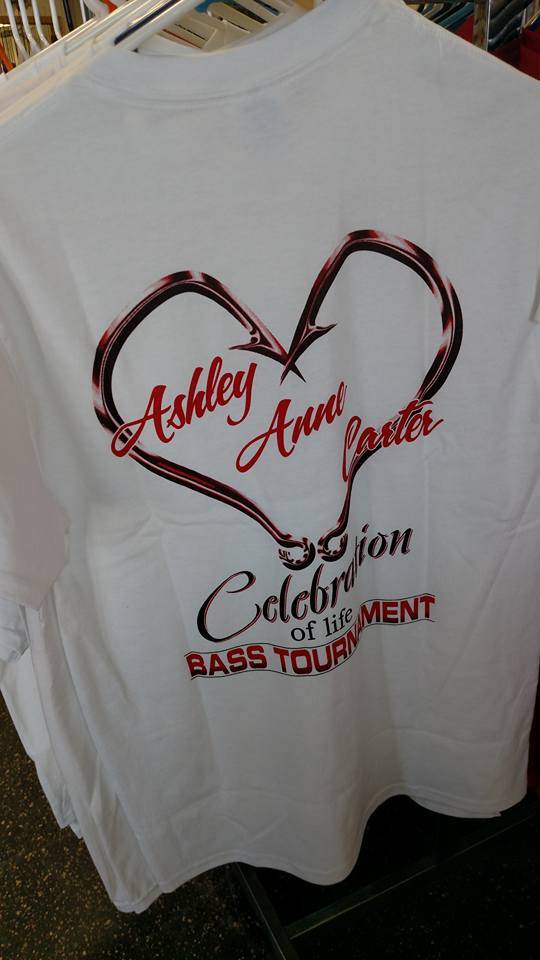 Ashley
Anne
Carter
Celebration
of life
BASS TOURNAMENT